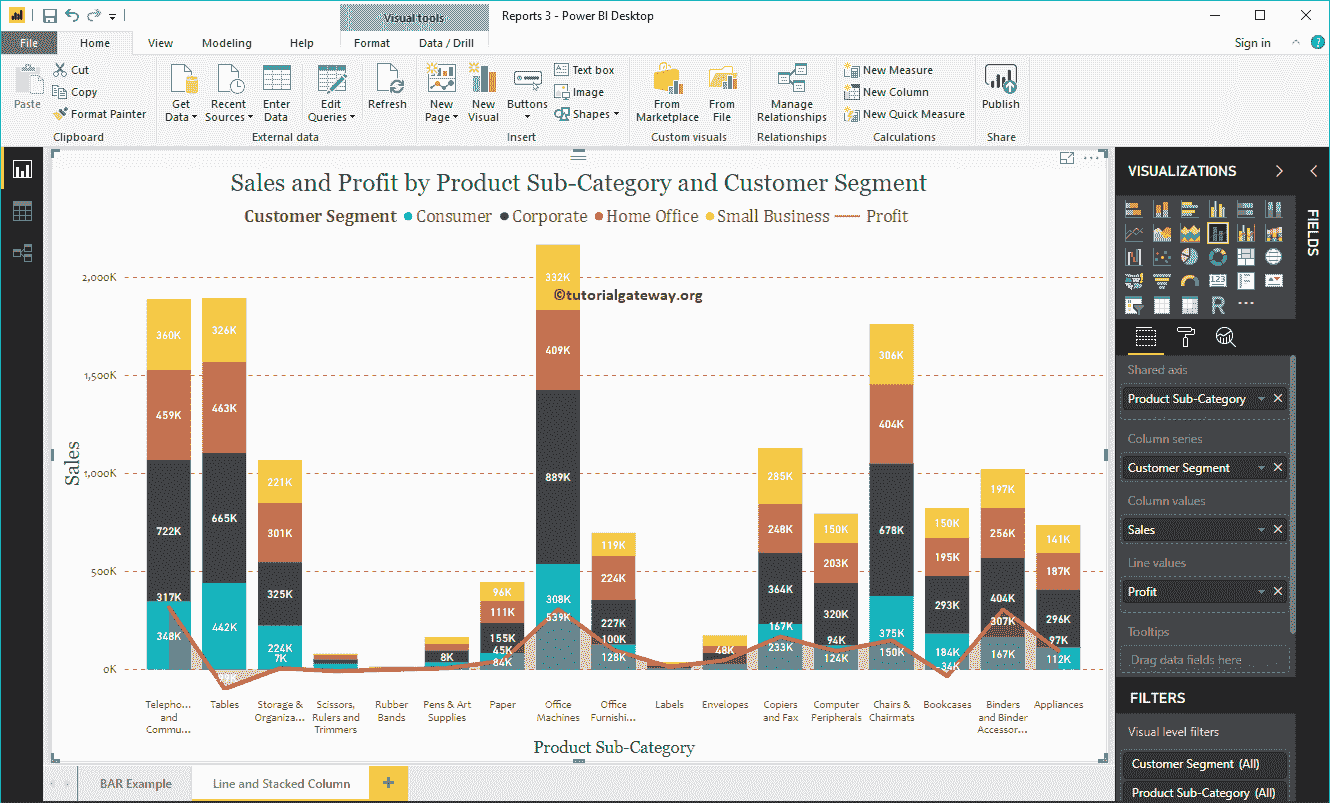 Visual tools Reports 3 - Power BI Desktop
File Home View Modeling Help Format Data / Drill Sign in ?
Paste
Cut
Copy
Format Painter
Clipboard
Get Data
Recent Sources
Enter Data
Edit Queries
Refresh
External data
New Page
New Visual
Buttons
Text box
Image
Shapes
Insert
From Marketplace
From File
Custom visuals
Manage Relationships
Relationships
New Measure
New Column
New Quick Measure
Calculations
Publish
Share
Sales and Profit by Product Sub-Category and Customer Segment
Customer Segment Consumer Corporate Home Office Small Business Profit
Sales
2,000K
1,500K
1,000K
500K
0K
©tutorialgateway.org
360K
459K
722K
317K
348K
326K
463K
665K
442K
221K
301K
325K
224K
7K
8K
96K
111K
155K
45K
84K
332K
409K
889K
308K
539K
119K
224K
227K
100K
128K
48K
285K
248K
364K
167K
233K
150K
203K
320K
94K
124K
306K
404K
678K
375K
150K
150K
195K
293K
184K
-34K
197K
256K
404K
307K
167K
141K
187K
296K
97K
112K
Telepho...
and
Commu...
Tables
Storage &
Organiza...
Scissors,
Rulers and
Trimmers
Rubber
Bands
Pens & Art
Supplies
Paper
Office
Machines
Office
Furnishi...
Labels
Envelopes
Copiers
and Fax
Computer
Peripherals
Chairs &
Chairmats
Bookcases
Binders
and Binder
Accessor...
Appliances
Product Sub-Category
BAR Example Line and Stacked Column +
VISUALIZATIONS
FIELDS
123
R
Shared axis
Product Sub-Category
Column series
Customer Segment
Column values
Sales
Line values
Profit
Tooltips
Drag data fields here
FILTERS
Visual level filters
Customer Segment (All)
Product Sub-Category (All)